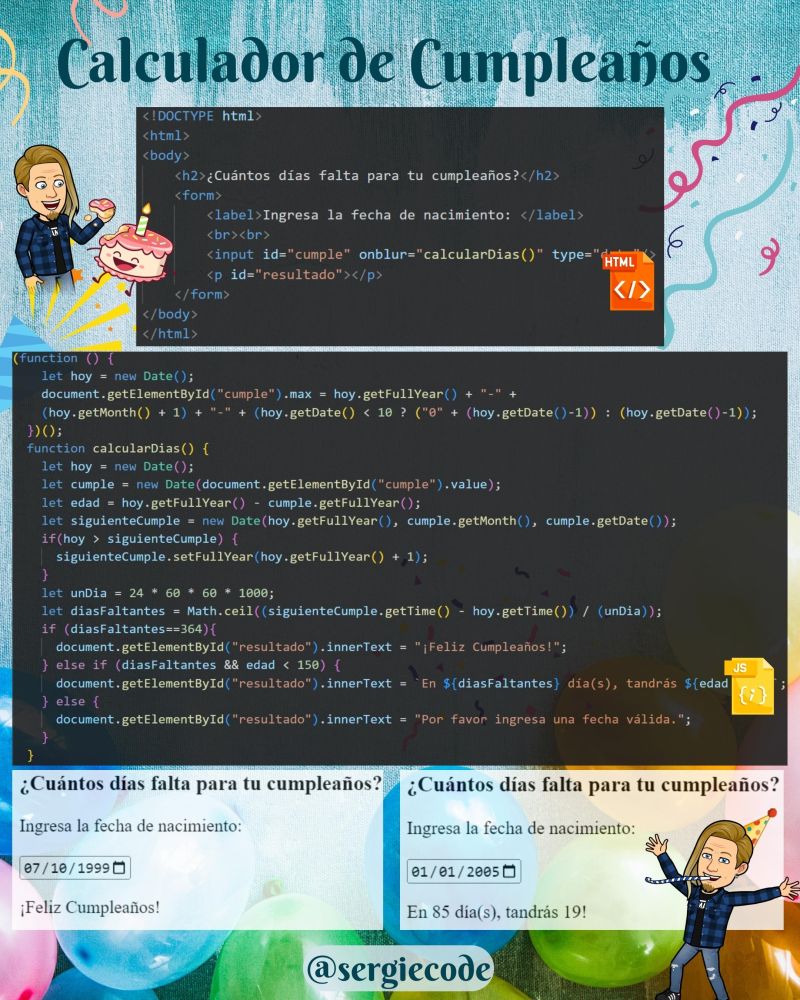 Calculador de Cumpleaños
<!DOCTYPE html>
<html>
<body>
<h2>¿Cuántos días falta para tu cumpleaños?</h2>
<form>
<label>Ingresa la fecha de nacimiento: </label>
<br><br>
<input id="cumple" onblur="calcularDias()" type="
<p id="resultado"></p>
</form>
</body>
</html>
HTML
</>
(function () {
let hoy = new Date();
document.getElementById("cumple").max = hoy.getFullYear() + "-" +
(hoy.getMonth() + 1) + "-" + (hoy.getDate() < 10 ? ("0" + (hoy.getDate()-1)) : (hoy.getDate()-1));
})();
function calcularDias() {
let hoy = new Date();
let cumple = new Date(document.getElementById("cumple").value);
let edad = hoy.getFullYear() - cumple.getFullYear();
let siguienteCumple = new Date(hoy.getFullYear(), cumple.getMonth(), cumple.getDate());
if(hoy > siguienteCumple) {
siguienteCumple.setFullYear(hoy.getFullYear() + 1);
}
let unDia = 24 * 60 * 60 * 1000;
let diasFaltantes = Math.ceil((siguienteCumple.getTime() - hoy.getTime()) / (unDia));
if (diasFaltantes==364){
document.getElementById("resultado").innerText = "¡Feliz Cumpleaños!";
} else if (diasFaltantes && edad < 150) {
document.getElementById("resultado").innerText = `En ${diasFaltantes} día(s), tendrás ${edad
} else {
document.getElementById("resultado").innerText = "Por favor ingresa una fecha válida.";
}
}
JS
{;}
¿Cuántos días falta para tu cumpleaños?
Ingresa la fecha de nacimiento:
07/10/1999
¡Feliz Cumpleaños!
¿Cuántos días falta para tu cumpleaños?
Ingresa la fecha de nacimiento:
01/01/2005
En 85 día(s), tendrás 19!
@sergiecode